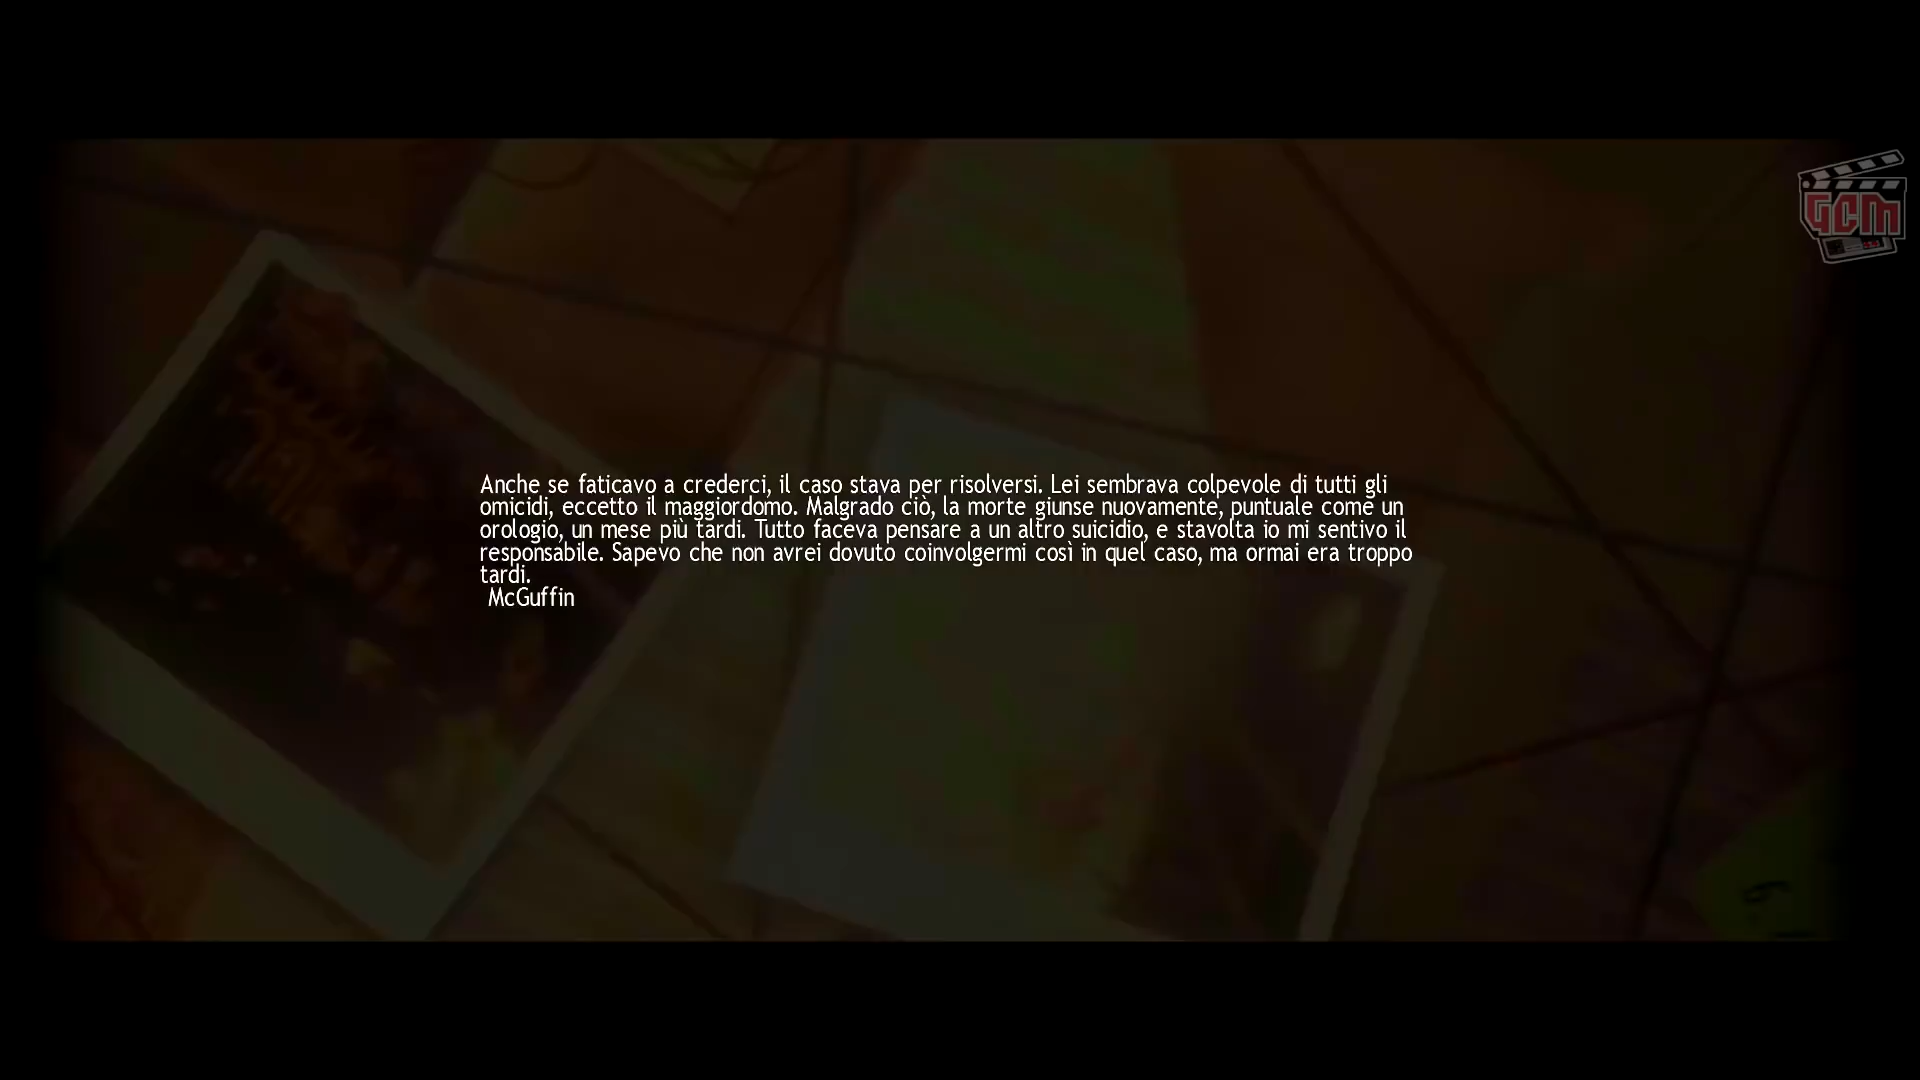 GCM
Anche se faticavo a crederci, il caso stava per risolversi. Lei sembrava colpevole di tutti gli
omicidi, eccetto il maggiordomo. Malgrado ciò, la morte giunse nuovamente, puntuale come un
orologio, un mese più tardi. Tutto faceva pensare a un altro suicidio, e stavolta io mi sentivo il
responsabile. Sapevo che non avrei dovuto coinvolgermi così in quel caso, ma ormai era troppo
tardi.
McGuffin